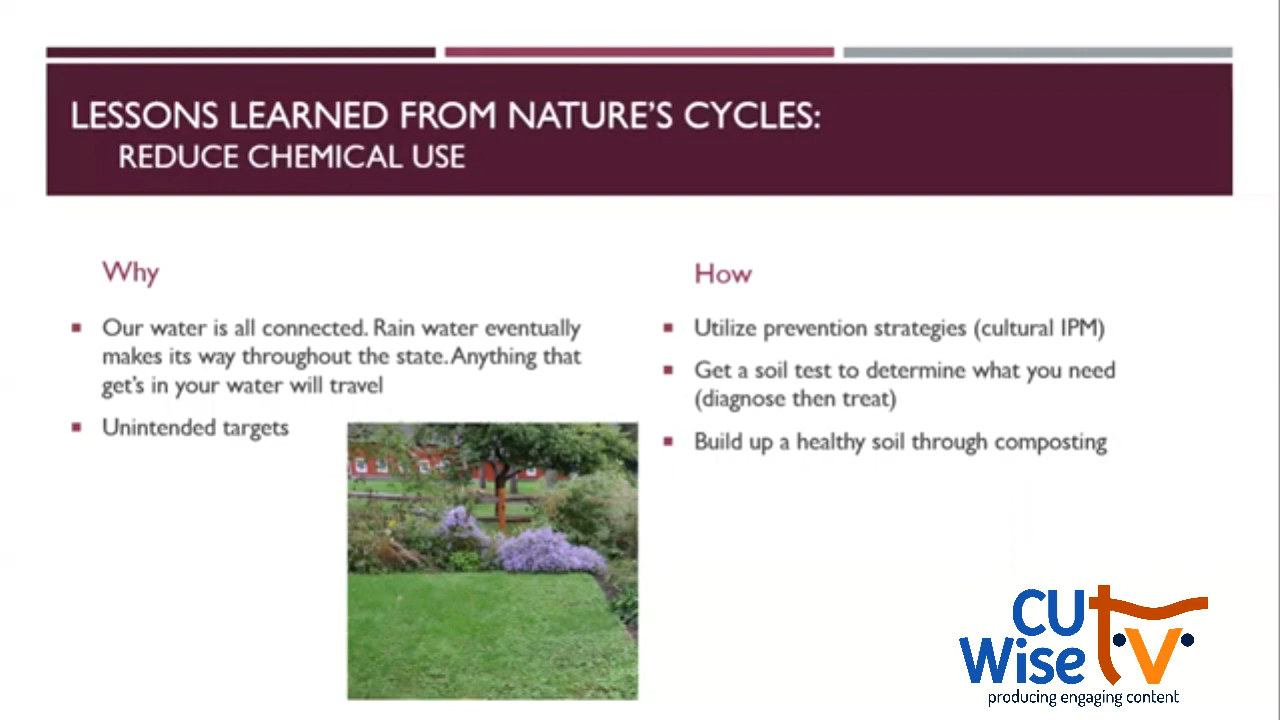 LESSONS LEARNED FROM NATURE'S CYCLES:
REDUCE CHEMICAL USE
Why
Our water is all connected. Rain water eventually
makes its way throughout the state. Anything that
get's in your water will travel
Unintended targets
How
Utilize prevention strategies (cultural IPM)
Get a soil test to determine what you need
(diagnose then treat)
Build up a healthy soil through composting
CU
Wise tv
producing engaging content